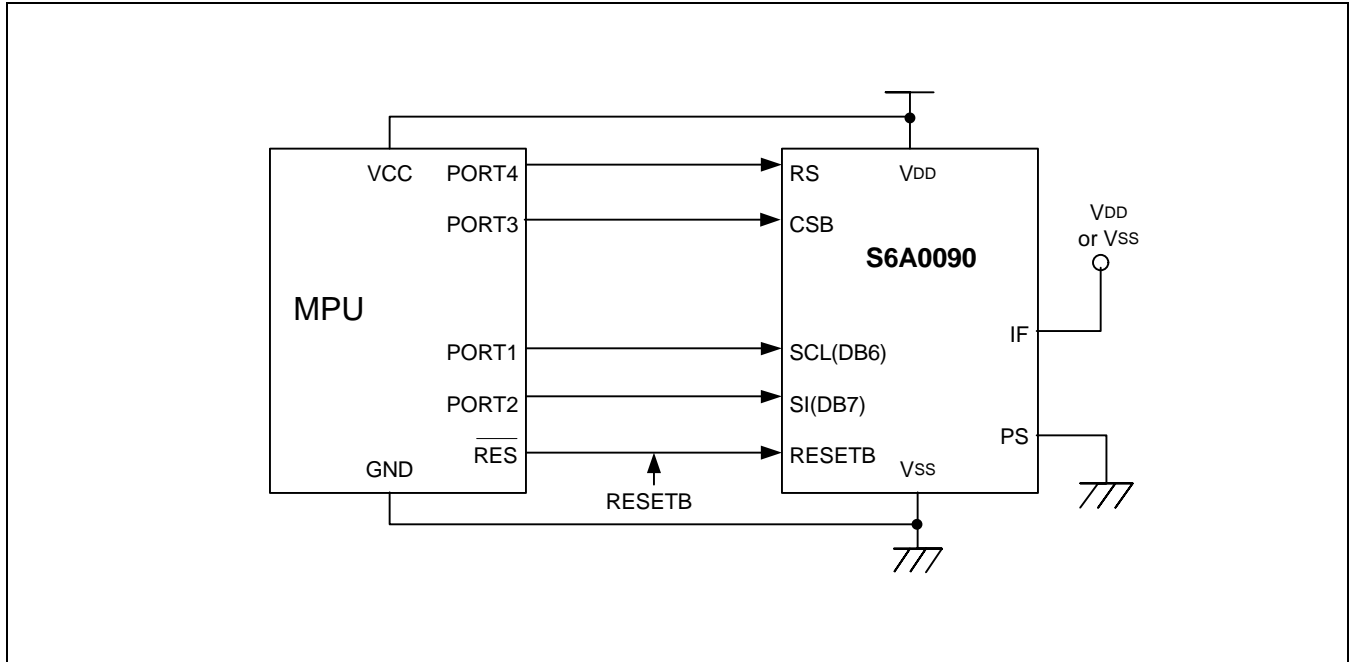 VCC
PORT4
PORT3
MPU
PORT1
PORT2
RES
GND
RESETB
RS
VDD
CSB
S6A0090
SCL(DB6)
SI(DB7)
RESETB
VSS
IF
PS
VDD
or VSS